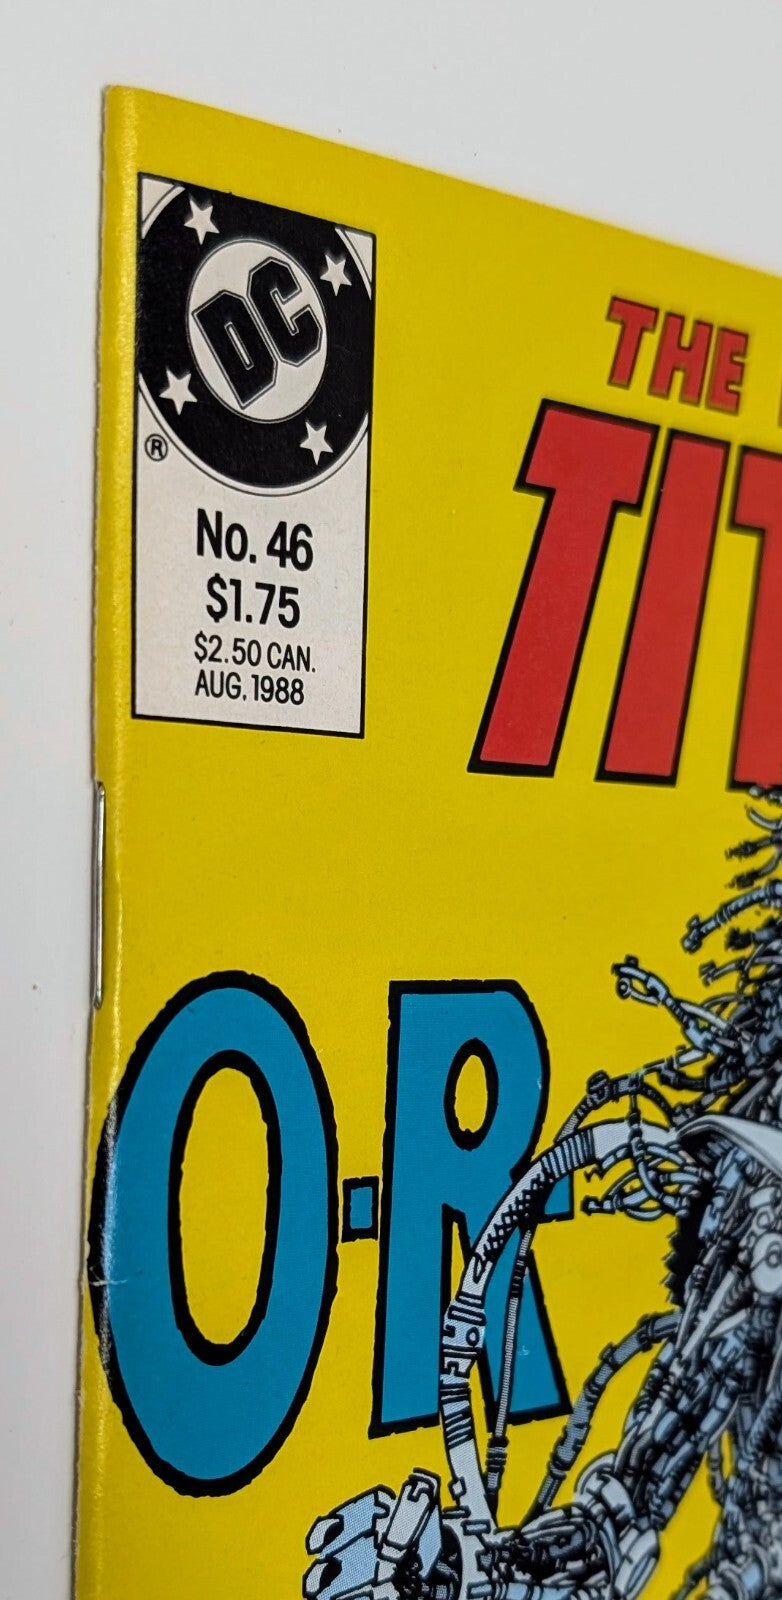 DC
®
No. 46
$1.75
$2.50 CAN.
AUG. 1988
THE
TIT
O-R-